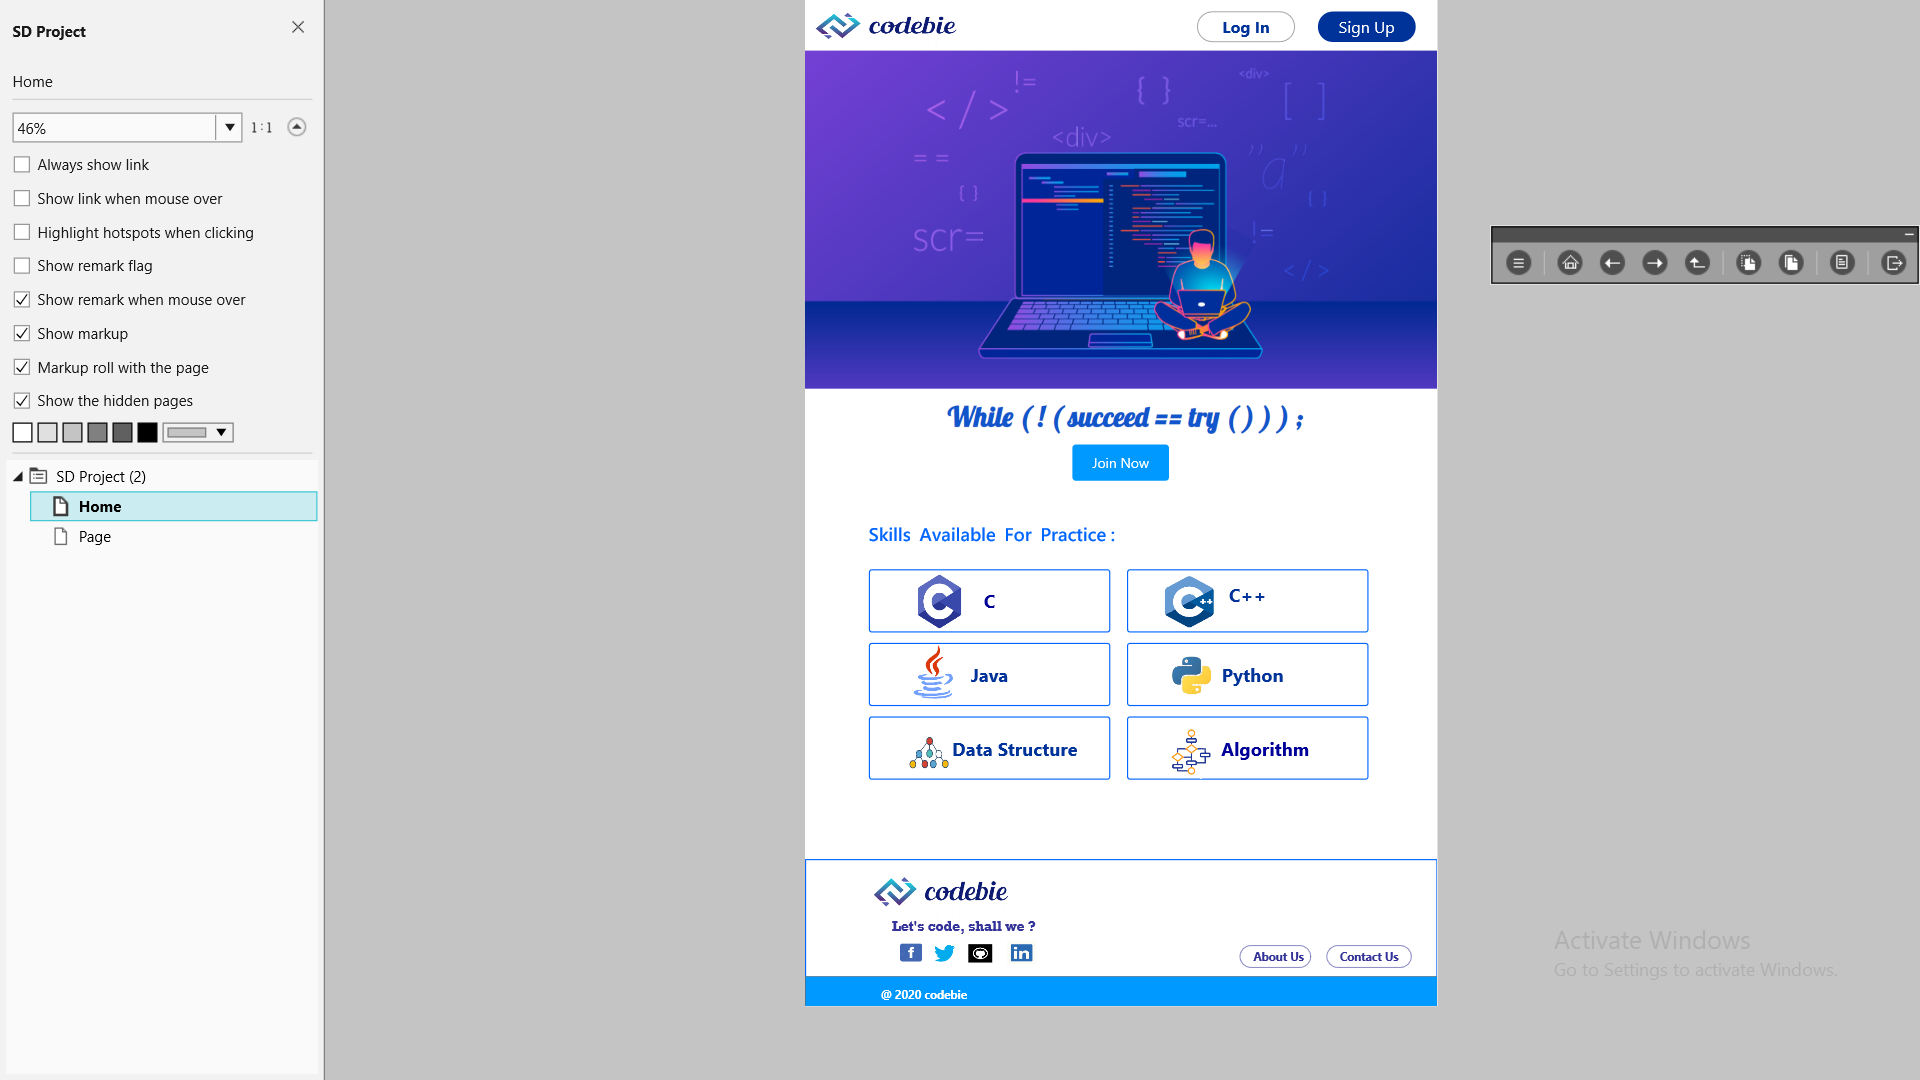 SD Project
Home
46%
1:1
Always show link
Show link when mouse over
Highlight hotspots when clicking
Show remark flag
Show remark when mouse over
Show markup
Markup roll with the page
Show the hidden pages
SD Project (2)
Home
Page
codebie
Log In
Sign Up
</>
!=
{ }
<div>
[ ]
scr=...
<div>
==
"a"
{ }
{ }
scr=
!=
</>
While (!(succeed == try ()));
Join Now
Skills Available For Practice :
C
C++
Java
Python
Data Structure
Algorithm
codebie
Let's code, shall we ?
About Us
Contact Us
@ 2020 codebie
Activate Windows
Go to Settings to activate Windows.